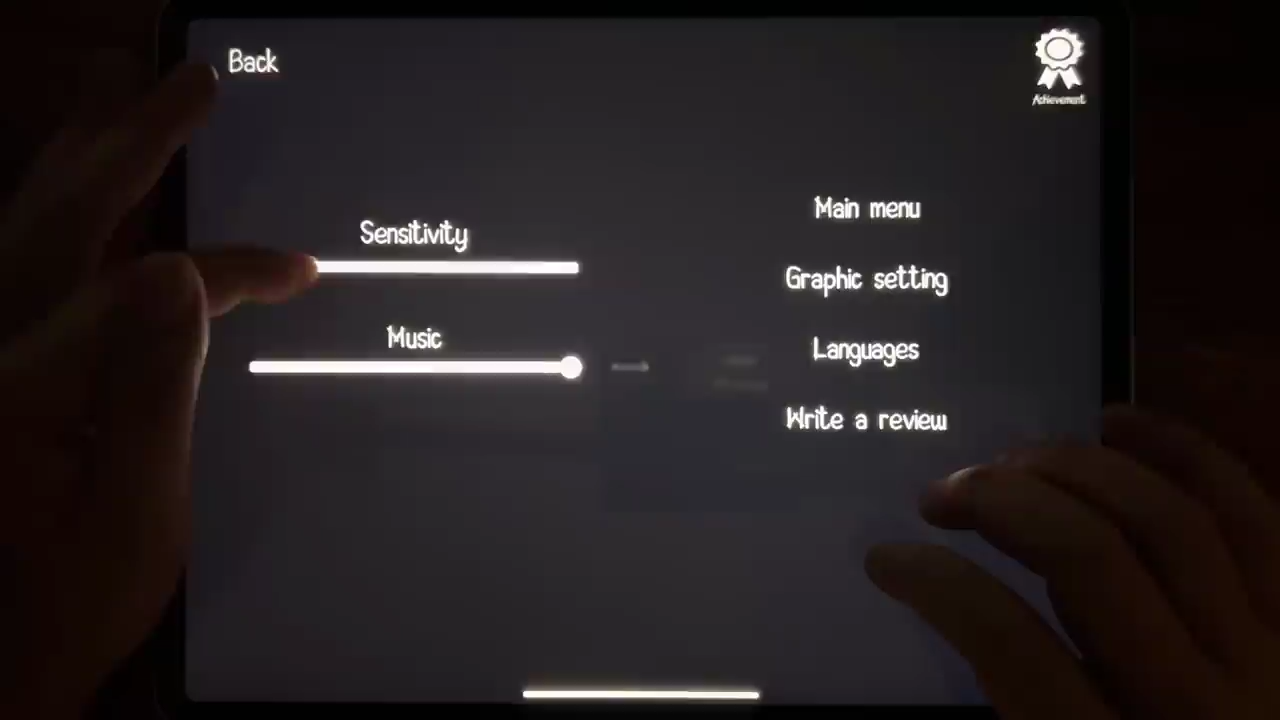 Back
Achievement
Sensitivity
Music
Main menu
Graphic setting
Languages
Write a review